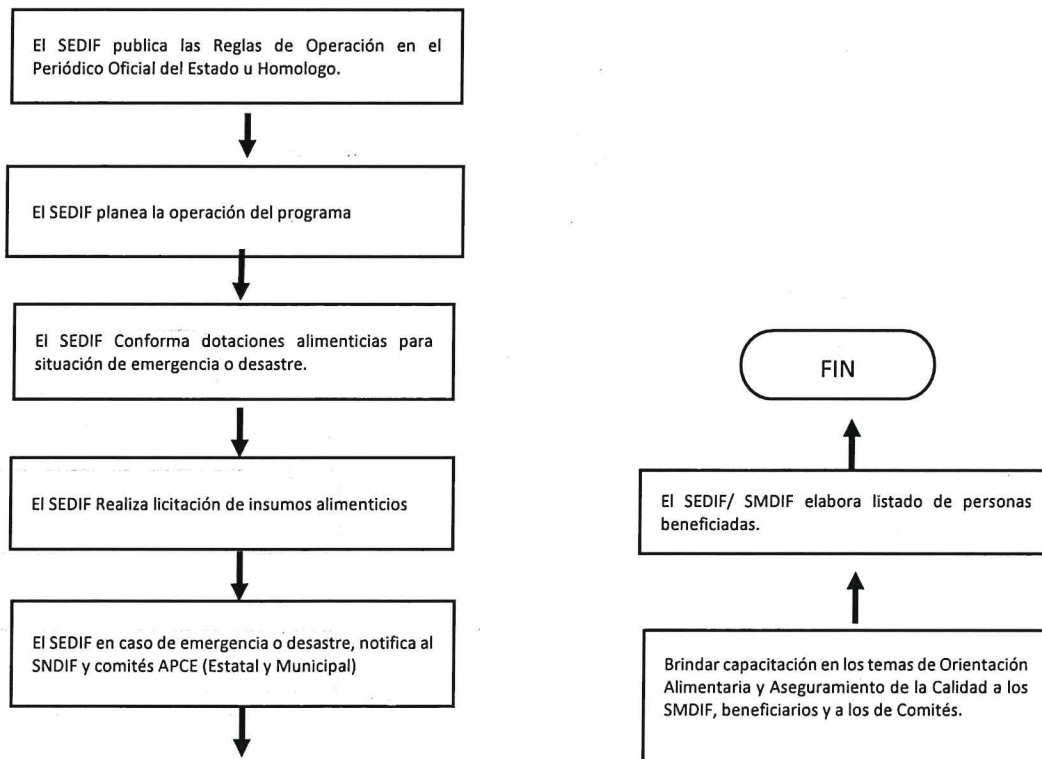 El SEDIF publica las Reglas de Operación en el
Periódico Oficial del Estado u Homologo.
El SEDIF planea la operación del programa
El SEDIF Conforma dotaciones alimenticias para
situación de emergencia o desastre.
El SEDIF Realiza licitación de insumos alimenticios
El SEDIF en caso de emergencia o desastre, notifica al
SNDIF y comités APCE (Estatal y Municipal)
FIN
El SEDIF/ SMDIF elabora listado de personas
beneficiadas.
Brindar capacitación en los temas de Orientación
Alimentaria y Aseguramiento de la Calidad a los
SMDIF, beneficiarios y a los de Comités.